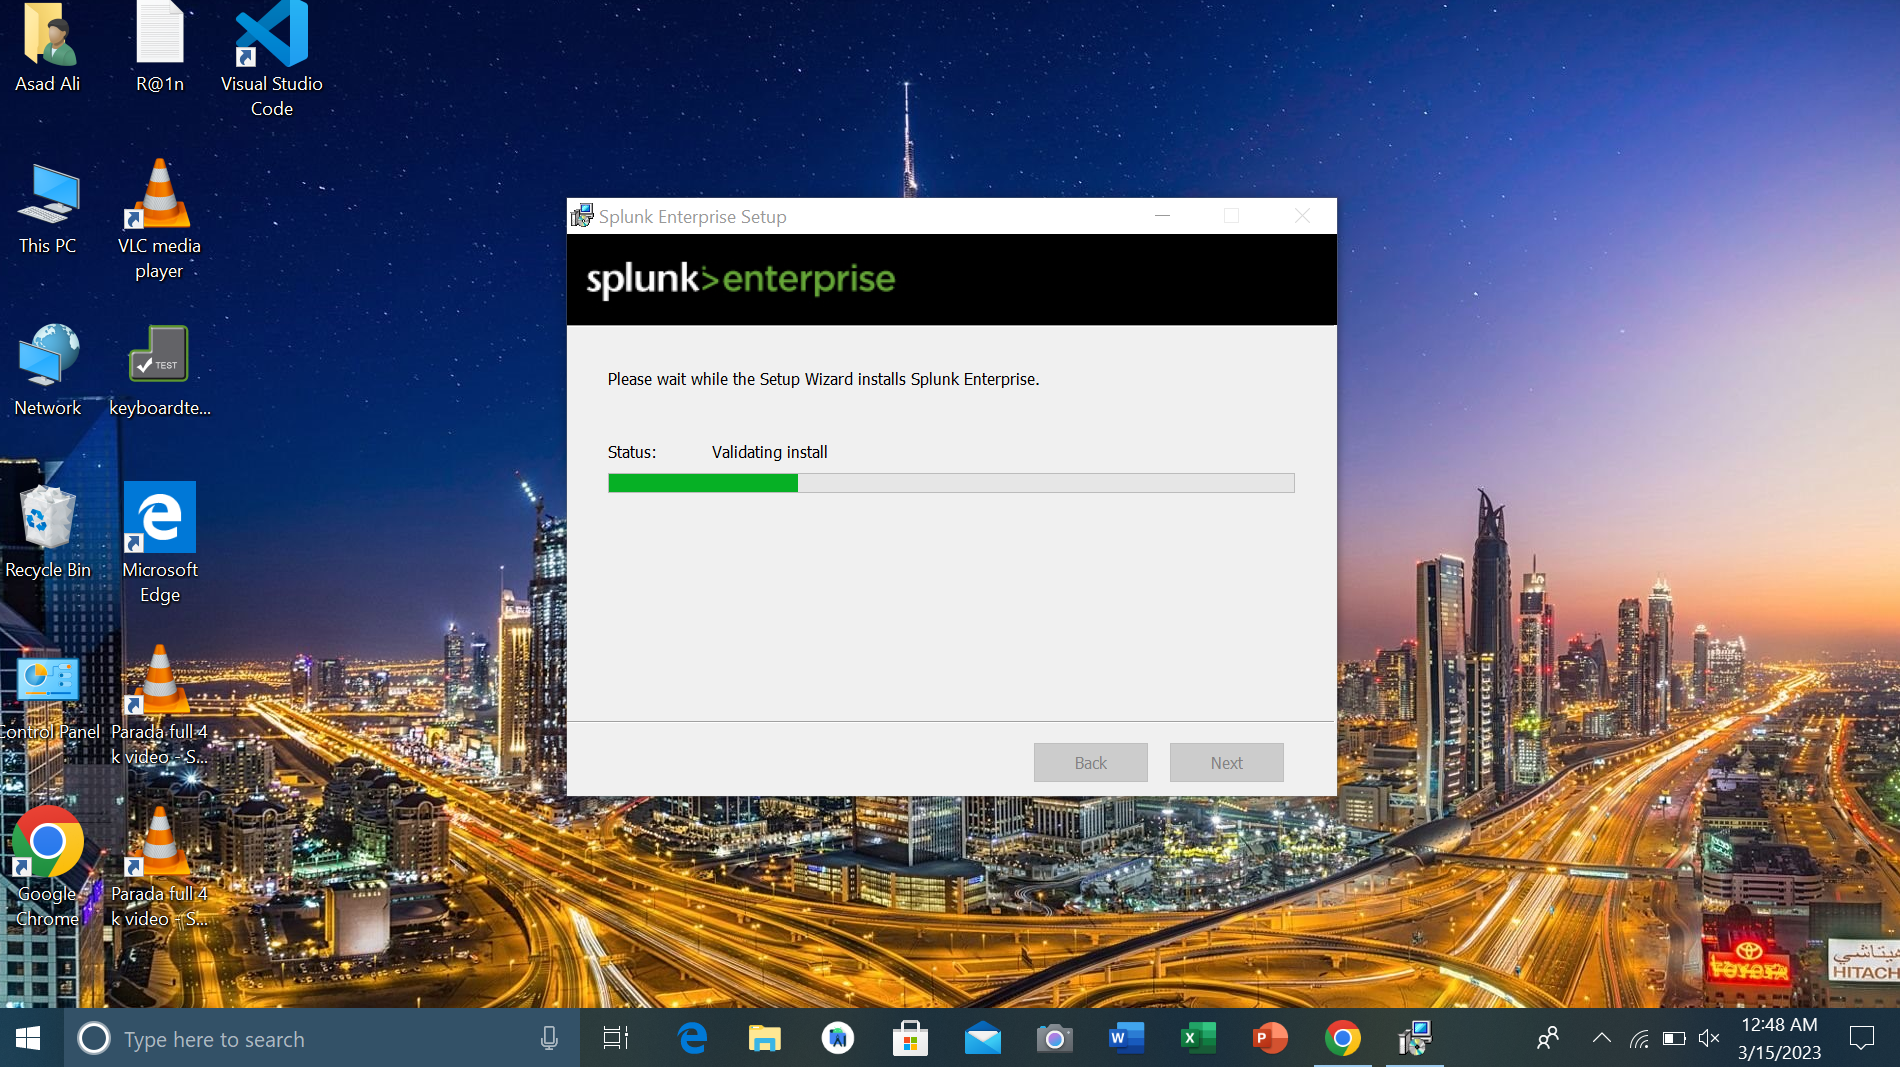 Asad Ali
R@1n
Visual Studio
Code
This PC
VLC media
player
Network
TEST
keyboardte...
Recycle Bin
Microsoft
Edge
Control Panel
Parada full 4
k video - S...
Google
Chrome
Parada full 4
k video - S...
Splunk Enterprise Setup
splunk>enterprise
Please wait while the Setup Wizard installs Splunk Enterprise.
Status: Validating install
Back Next
TOYOTA
هيتاشي
HITACH
Type here to search
12:48 AM
3/15/2023